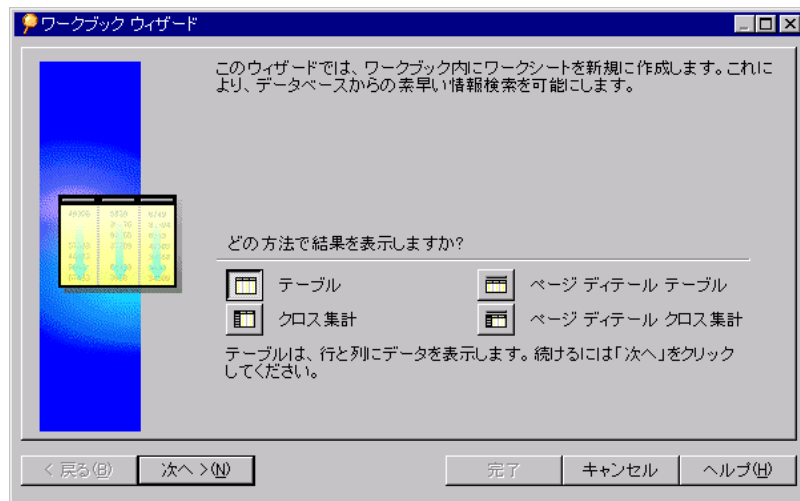 ワークブック ウィザード
このウィザードでは、ワークブック内にワークシートを新規に作成します。これに
より、データベースからの素早い情報検索を可能にします。
どの方法で結果を表示しますか?
テーブル
ページ ディテール テーブル
クロス集計
ページ ディテール クロス集計
テーブルは、行と列にデータを表示します。続けるには「次へ」をクリック
してください。
< 戻る(B)
次へ >(N)
完了
キャンセル
ヘルプ(H)